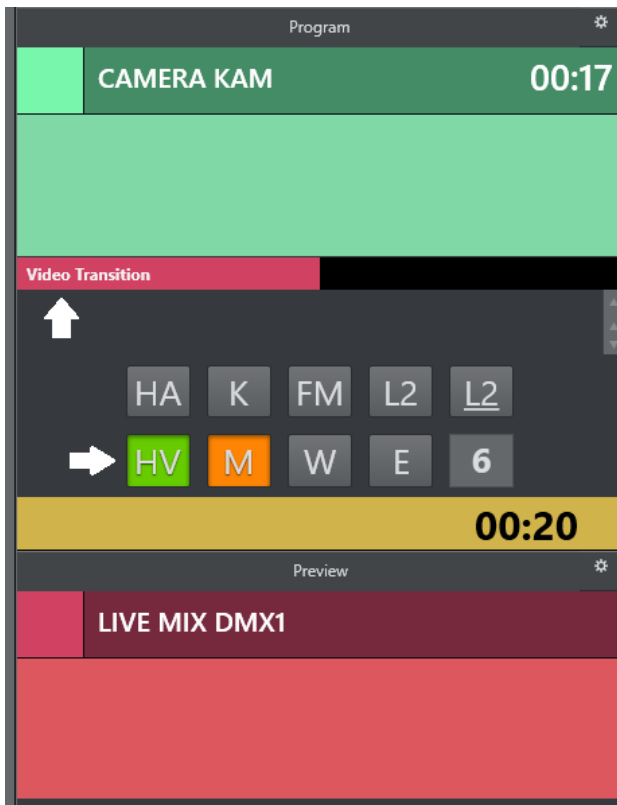 Program
CAMERA KAM 00:17
Video Transition
HA K FM L2 L2
HV M W E 6
00:20
Preview
LIVE MIX DMX1